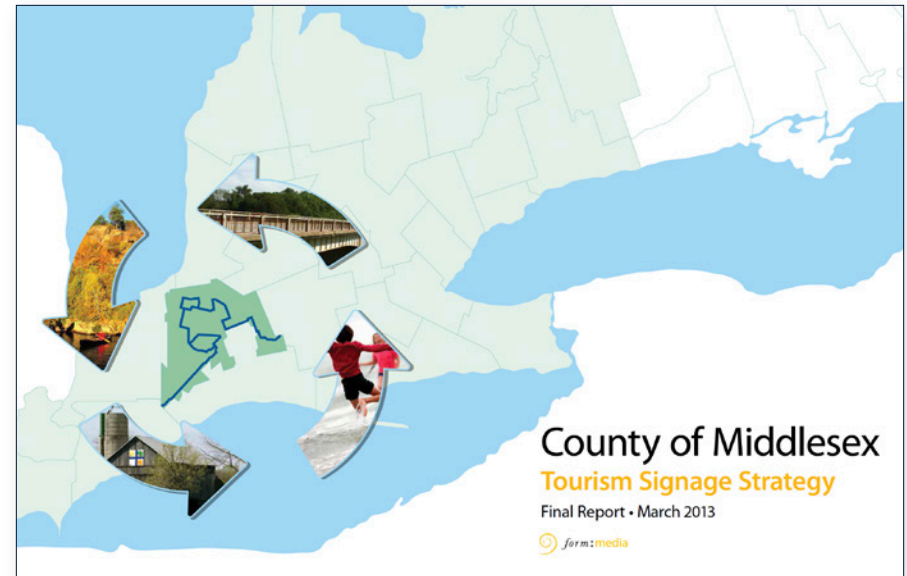 County of Middlesex
Tourism Signage Strategy
Final Report • March 2013
form:media